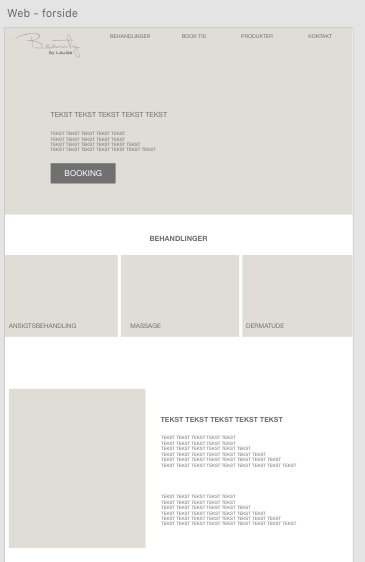 Web - forside
Beauty
by Louise
BEHANDLINGER BOOK TID PRODUKTER KONTAKT
TEKST TEKST TEKST TEKST TEKST
TEKST TEKST TEKST TEKST TEKST
TEKST TEKST TEKST TEKST TEKST
TEKST TEKST TEKST TEKST TEKST TEKST
TEKST TEKST TEKST TEKST TEKST TEKST TEKST
BOOKING
BEHANDLINGER
ANSIGTSBEHANDLING MASSAGE DERMATUDE
TEKST TEKST TEKST TEKST TEKST TEKST
TEKST TEKST TEKST TEKST TEKST
TEKST TEKST TEKST TEKST TEKST
TEKST TEKST TEKST TEKST TEKST TEKST
TEKST TEKST TEKST TEKST TEKST TEKST TEKST
TEKST TEKST TEKST TEKST TEKST TEKST TEKST TEKST
TEKST TEKST TEKST TEKST TEKST TEKST TEKST TEKST TEKST
TEKST TEKST TEKST TEKST TEKST
TEKST TEKST TEKST TEKST TEKST
TEKST TEKST TEKST TEKST TEKST TEKST
TEKST TEKST TEKST TEKST TEKST TEKST TEKST
TEKST TEKST TEKST TEKST TEKST TEKST TEKST TEKST
TEKST TEKST TEKST TEKST TEKST TEKST TEKST TEKST TEKST